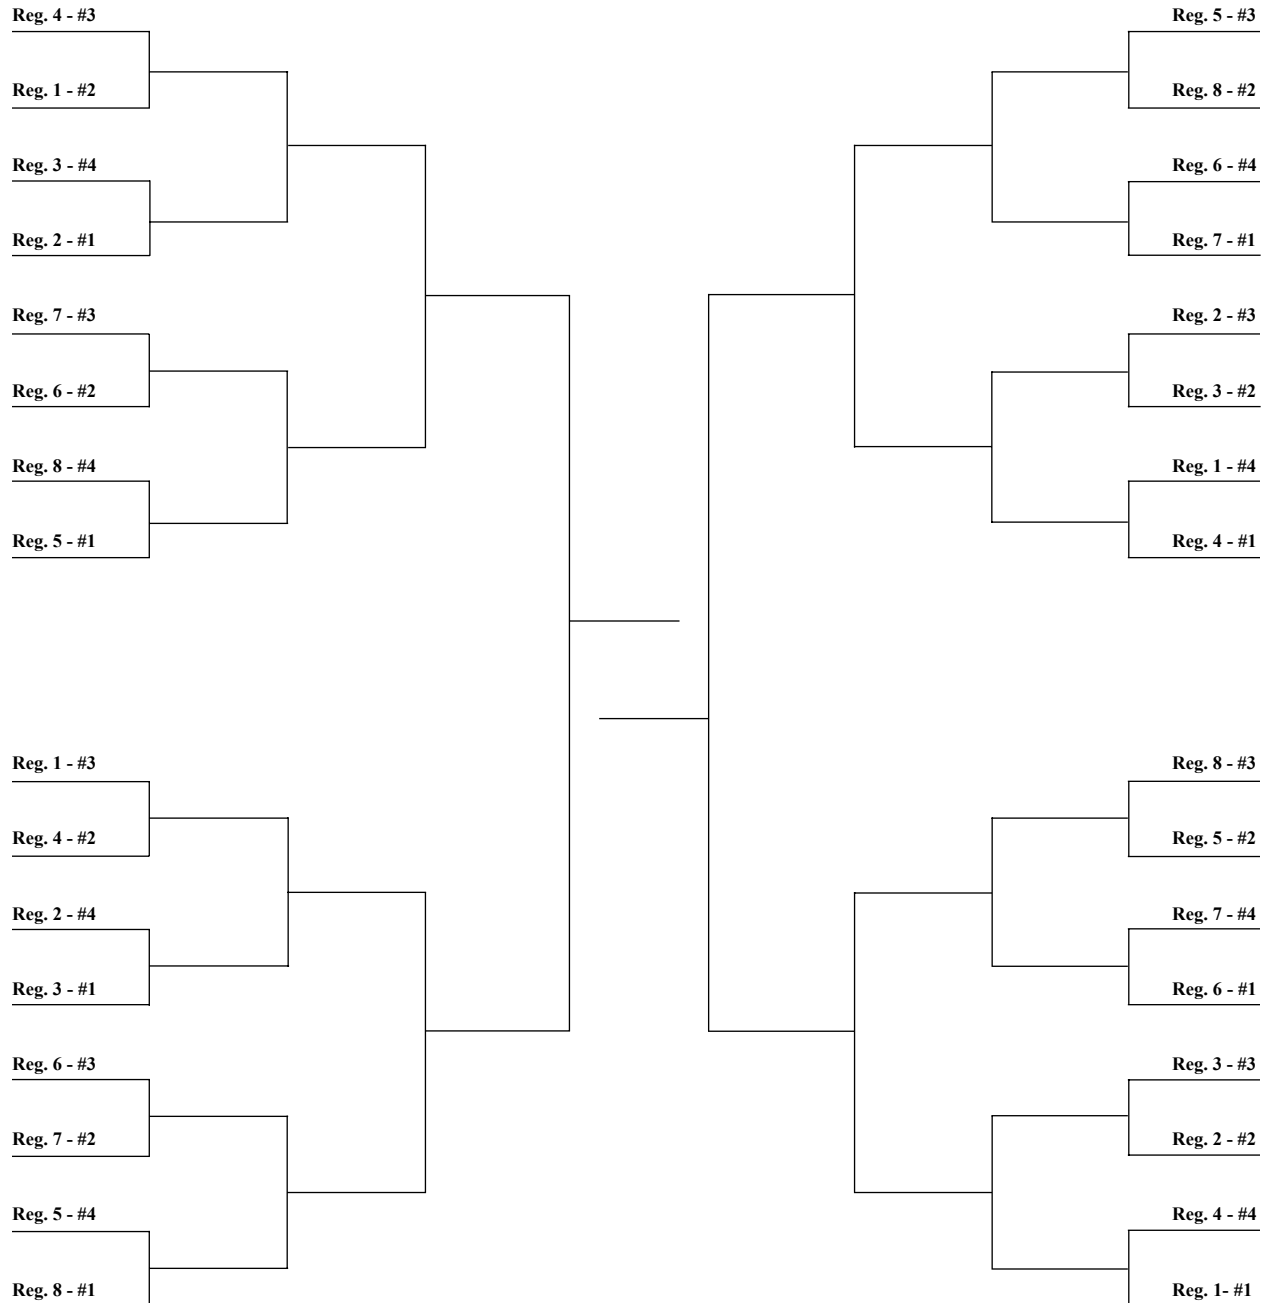 Reg. 4 - #3
Reg. 1 - #2
Reg. 3 - #4
Reg. 2 - #1
Reg. 7 - #3
Reg. 6 - #2
Reg. 8 - #4
Reg. 5 - #1
Reg. 1 - #3
Reg. 4 - #2
Reg. 2 - #4
Reg. 3 - #1
Reg. 6 - #3
Reg. 7 - #2
Reg. 5 - #4
Reg. 8 - #1
Reg. 5 - #3
Reg. 8 - #2
Reg. 6 - #4
Reg. 7 - #1
Reg. 2 - #3
Reg. 3 - #2
Reg. 1 - #4
Reg. 4 - #1
Reg. 8 - #3
Reg. 5 - #2
Reg. 7 - #4
Reg. 6 - #1
Reg. 3 - #3
Reg. 2 - #2
Reg. 4 - #4
Reg. 1- #1